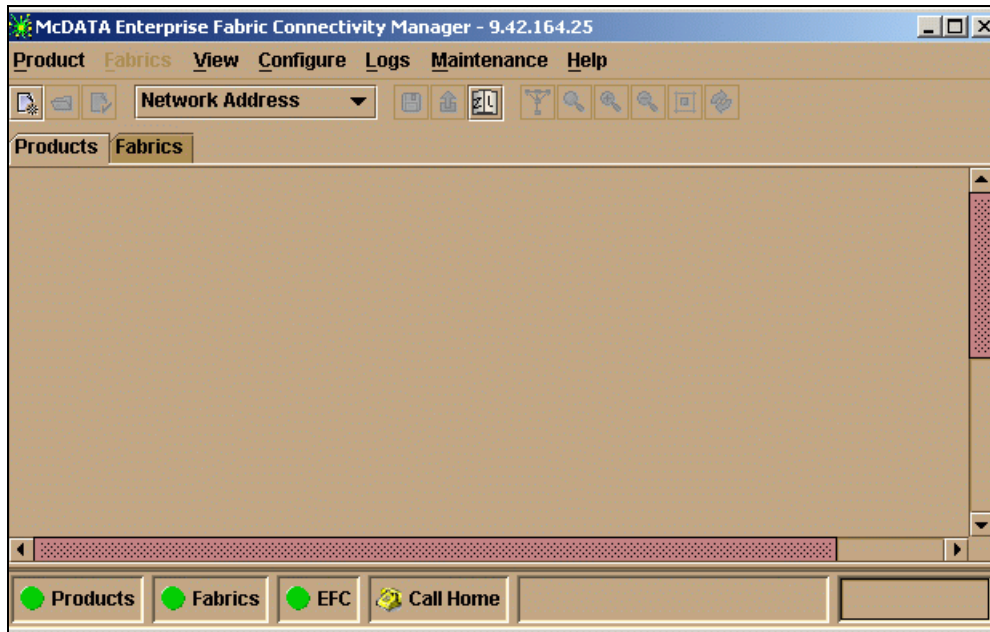 McDATA Enterprise Fabric Connectivity Manager - 9.42.164.25
Product Fabrics View Configure Logs Maintenance Help
Network Address
Products Fabrics
Products Fabrics EFC Call Home